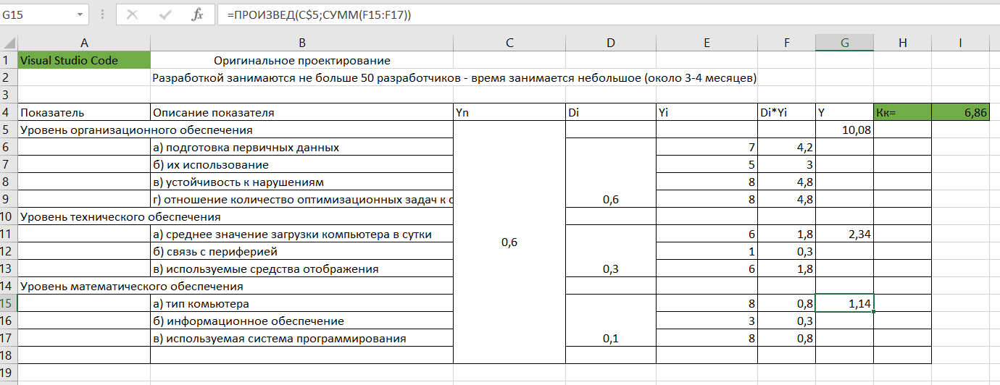 G15 =ПРОИЗВЕД(C$5;СУММ(F15:F17))
A B C D E F G H I
1 Visual Studio Code Оригинальное проектирование
2 Разработкой занимаются не больше 50 разработчиков - время занимается небольшое (около 3-4 месяцев)
3
4 Показатель Описание показателя Yn Di Yi Di*Yi Y Кк= 6,86
5 Уровень организационного обеспечения 10,08
6 а) подготовка первичных данных 7 4,2
7 б) их использование 5 3
8 в) устойчивость к нарушениям 8 4,8
9 г) отношение количество оптимизационных задач к о 0,6 8 4,8
10 Уровень технического обеспечения
11 а) среднее значение загрузки компьютера в сутки 6 1,8 2,34
0,6
12 б) связь с периферией 1 0,3
13 в) используемые средства отображения 0,3 6 1,8
14 Уровень математического обеспечения
15 а) тип комьютера 8 0,8 1,14
16 б) информационное обеспечение 3 0,3
17 в) используемая система программирования 0,1 8 0,8
18
19